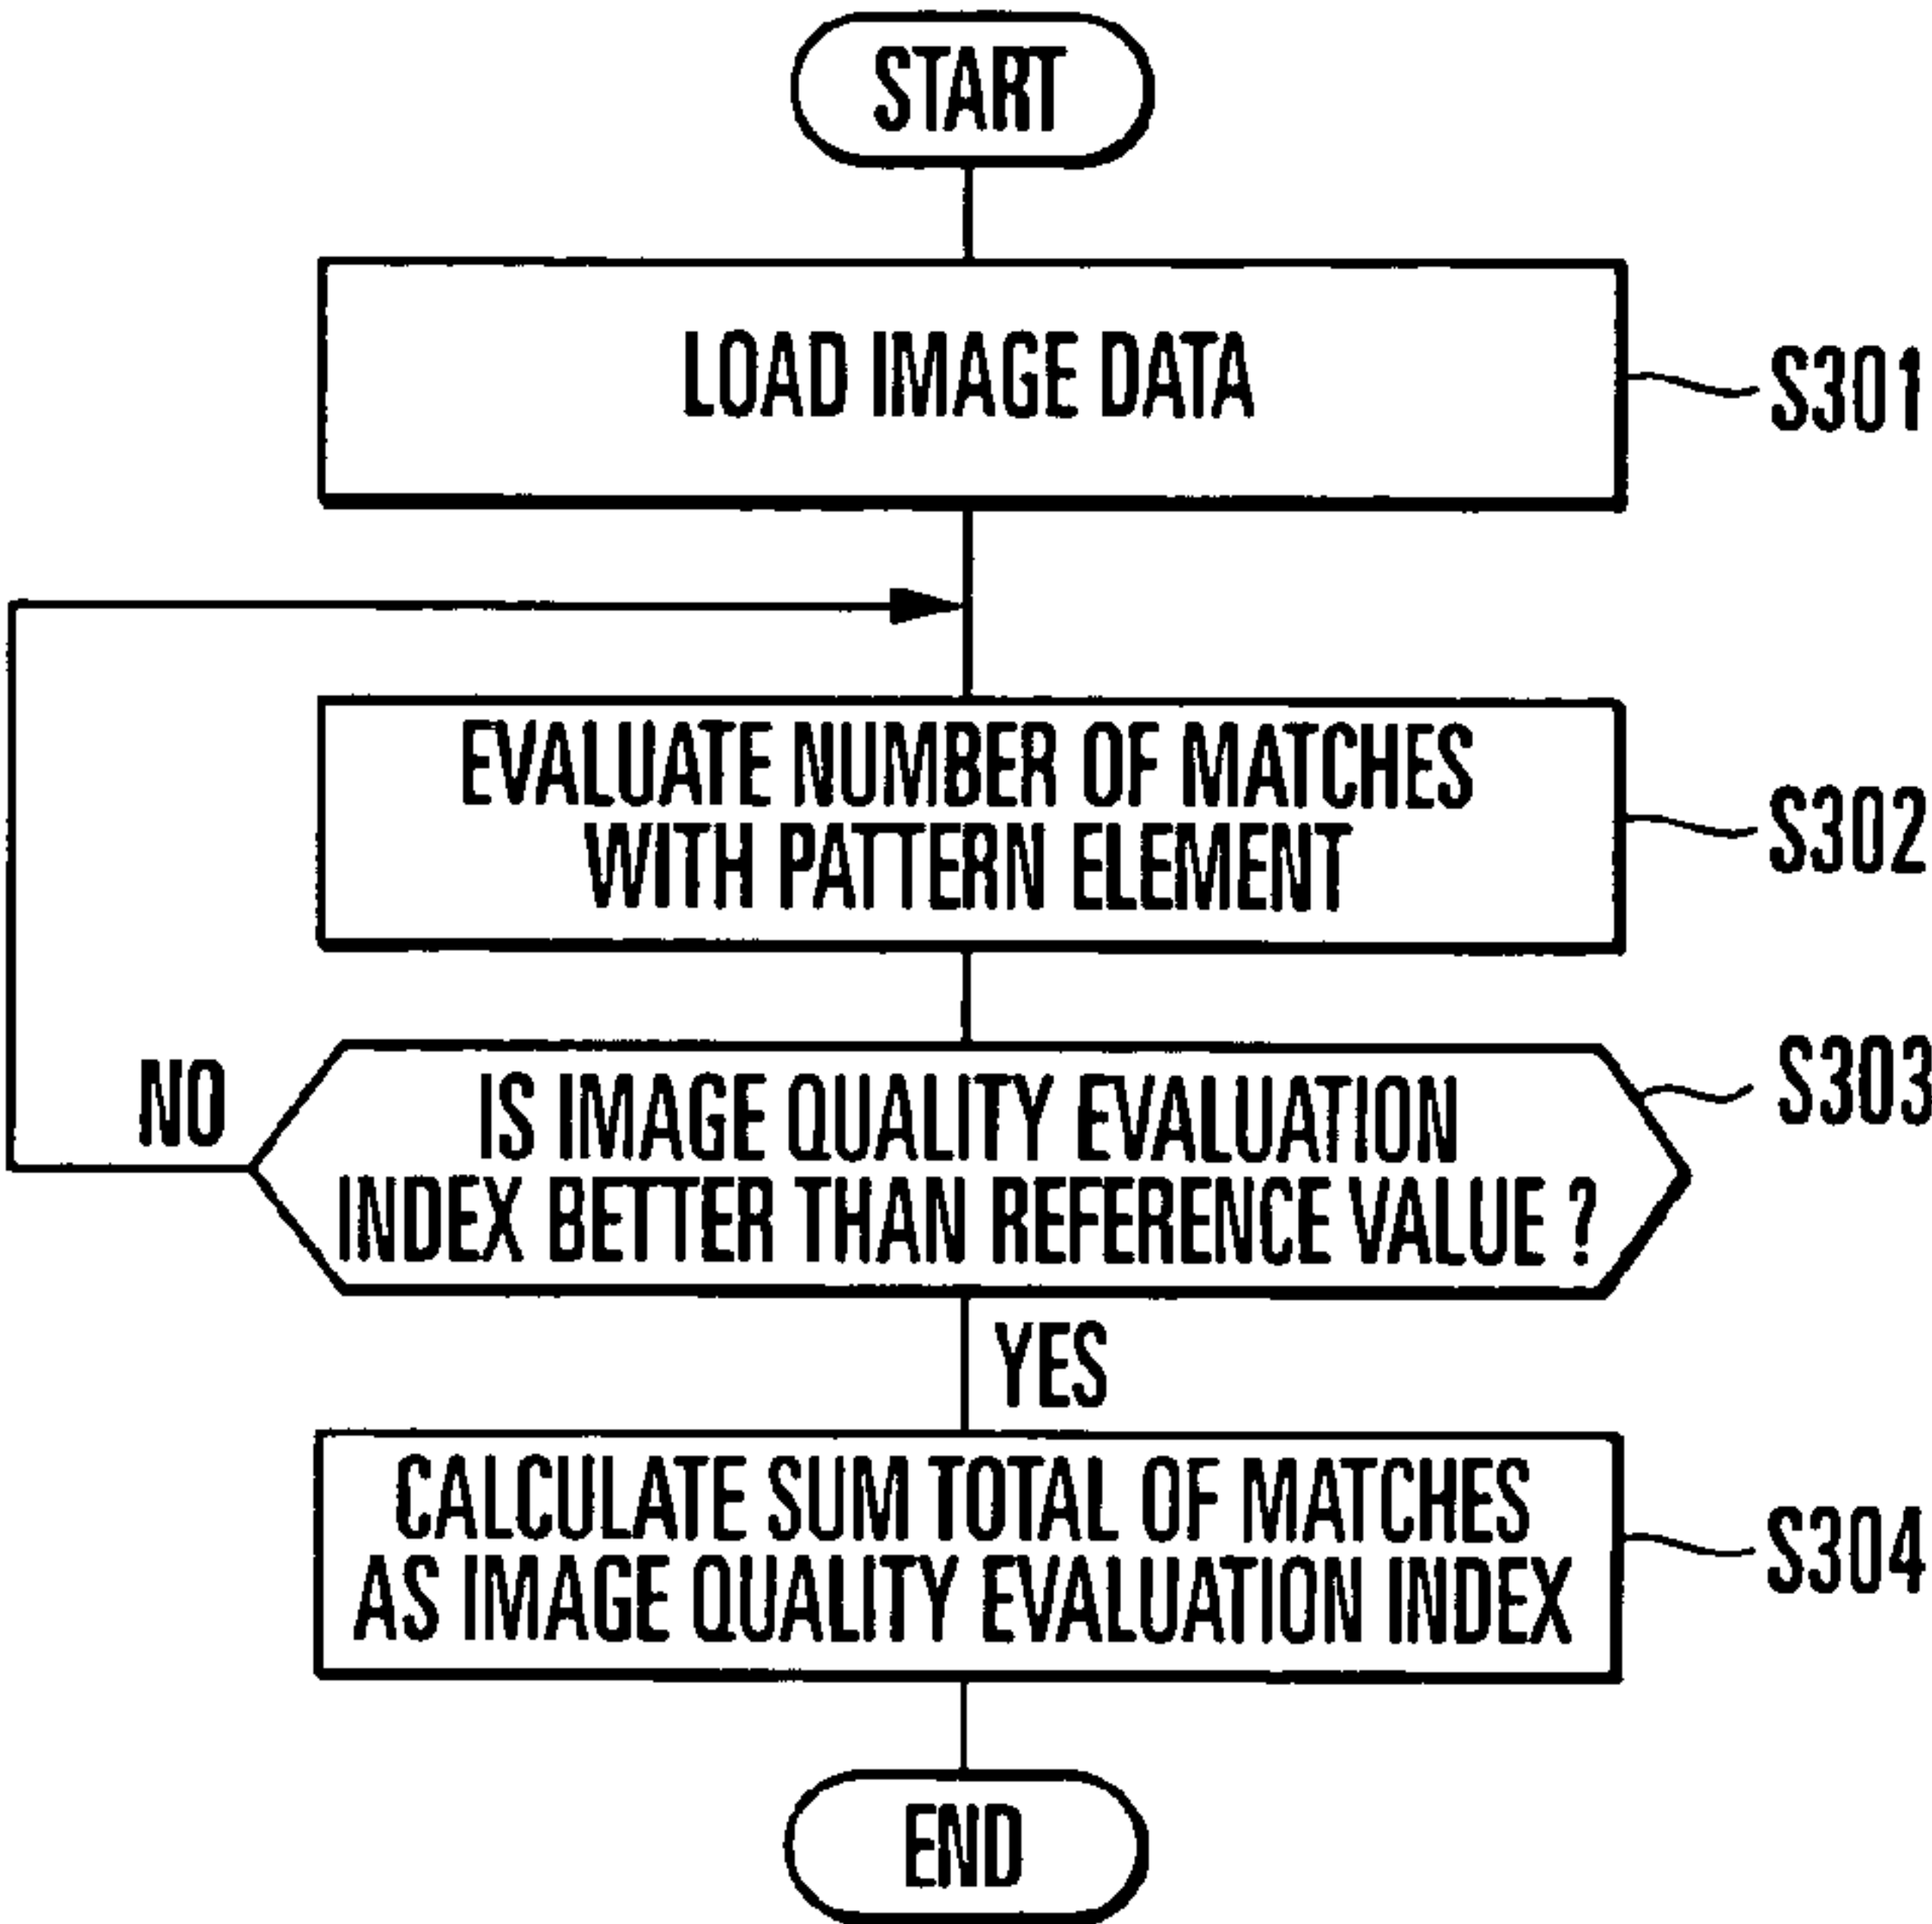 START
LOAD IMAGE DATA
S301
EVALUATE NUMBER OF MATCHES
WITH PATTERN ELEMENT
S302
NO
IS IMAGE QUALITY EVALUATION
INDEX BETTER THAN REFERENCE VALUE ?
S303
YES
CALCULATE SUM TOTAL OF MATCHES
AS IMAGE QUALITY EVALUATION INDEX
S304
END